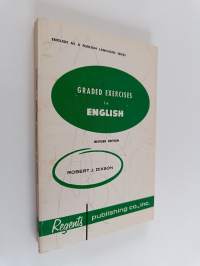 ENGLISH AS A FOREIGN LANGUAGE SERIES
GRADED EXERCISES
in
ENGLISH
REVISED EDITION
ROBERT J. DIXSON
Regents
publishing co., inc.